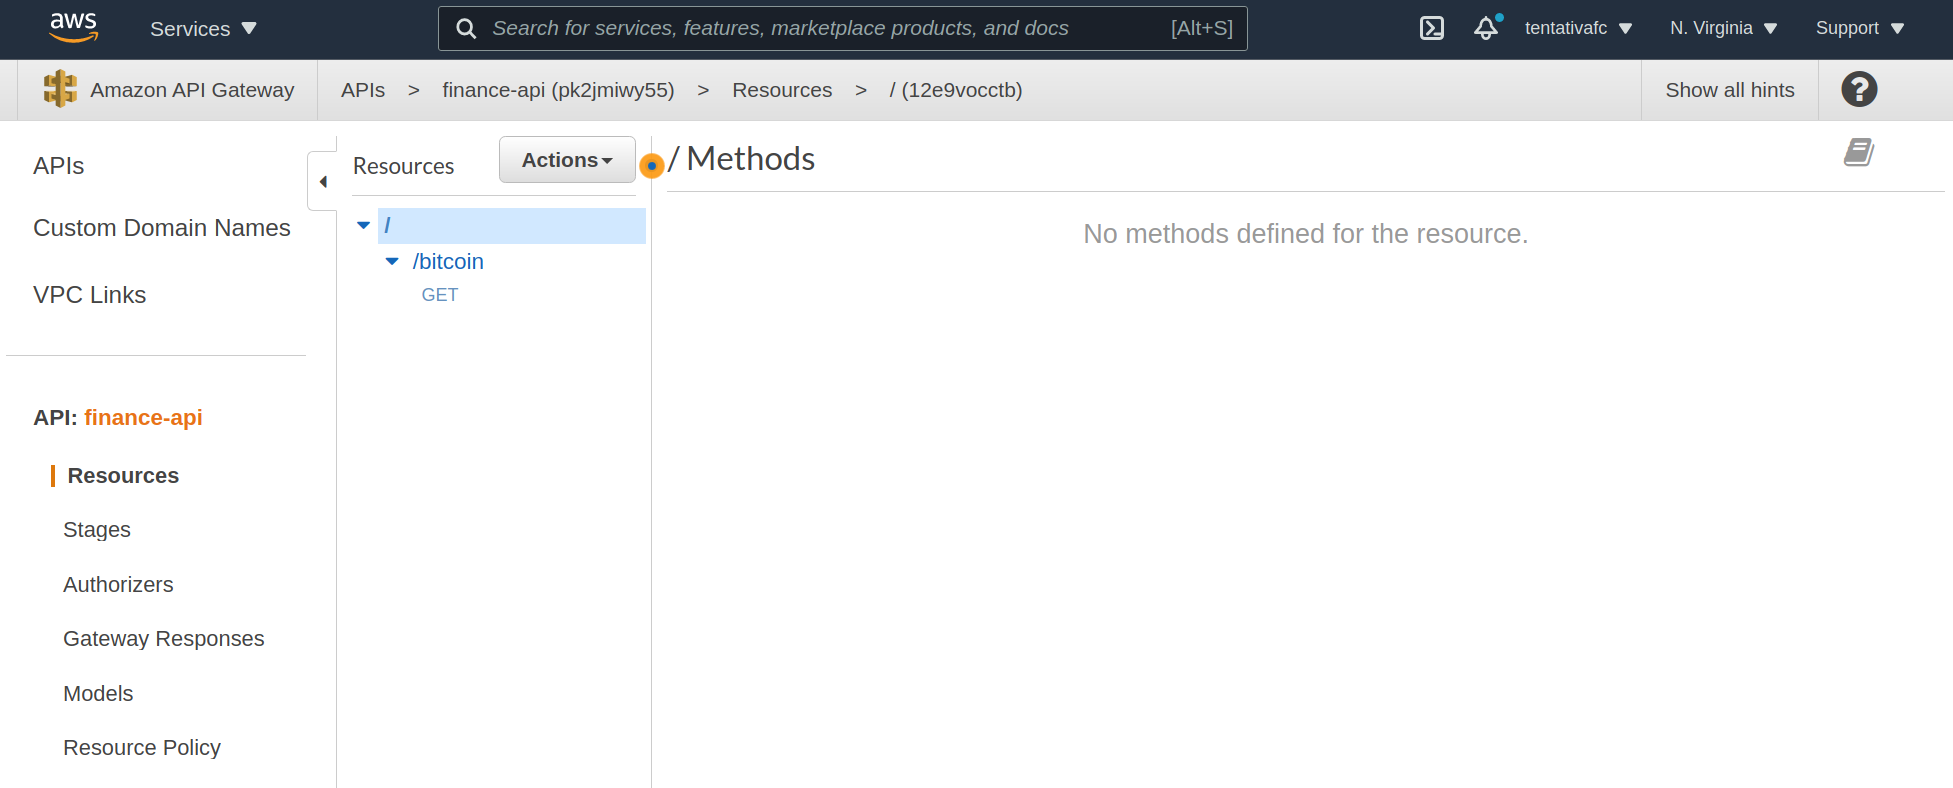 aws Services Search for services, features, marketplace products, and docs [Alt+S] tentativafc N. Virginia Support
Amazon API Gateway APIs > finance-api (pk2jmiwy55) > Resources > / (12e9vocctb) Show all hints ?
APIs
Custom Domain Names
VPC Links
API: finance-api
Resources
Stages
Authorizers
Gateway Responses
Models
Resource Policy
Resources Actions
/
/bitcoin
GET
/ Methods
No methods defined for the resource.